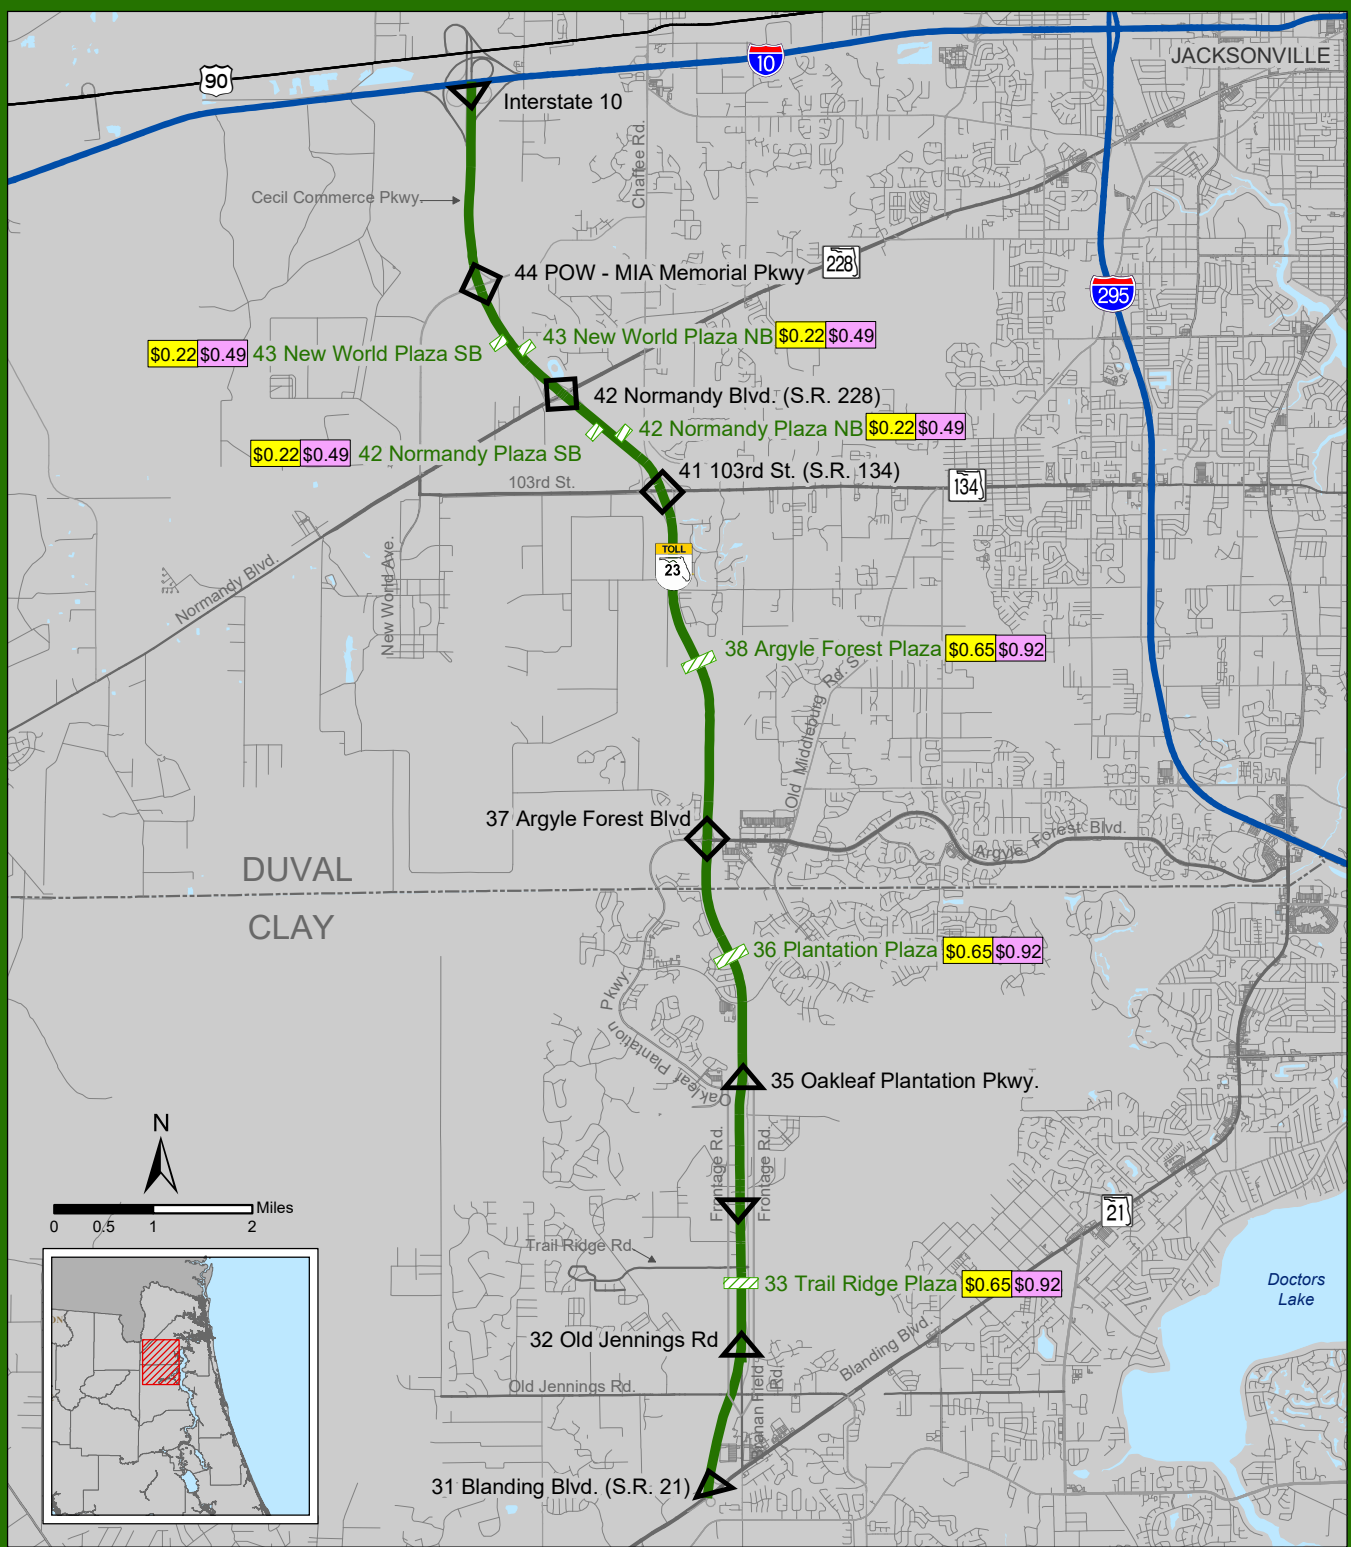 JACKSONVILLE
10
90
Interstate 10
Chaffee Rd.
Cecil Commerce Pkwy.
228
44 POW - MIA Memorial Pkwy
295
43 New World Plaza NB $0.22 $0.49
$0.22 $0.49 43 New World Plaza SB
42 Normandy Blvd. (S.R. 228)
42 Normandy Plaza NB $0.22 $0.49
$0.22 $0.49 42 Normandy Plaza SB
41 103rd St. (S.R. 134)
103rd St.
134
TOLL
23
Normandy Blvd.
New World Ave.
38 Argyle Forest Plaza $0.65 $0.92
Old Middleburg Rd. S
37 Argyle Forest Blvd
Argyle Forest Blvd.
DUVAL
CLAY
36 Plantation Plaza $0.65 $0.92
Oakleaf Plantation Pkwy.
35 Oakleaf Plantation Pkwy.
N
Frontage Rd.
Frontage Rd.
Miles
0 0.5 1 2
21
Trail Ridge Rd.
33 Trail Ridge Plaza $0.65 $0.92
Doctors
Lake
32 Old Jennings Rd
Blanding Blvd.
Old Jennings Rd.
Branan Field
Rd.
31 Blanding Blvd. (S.R. 21)